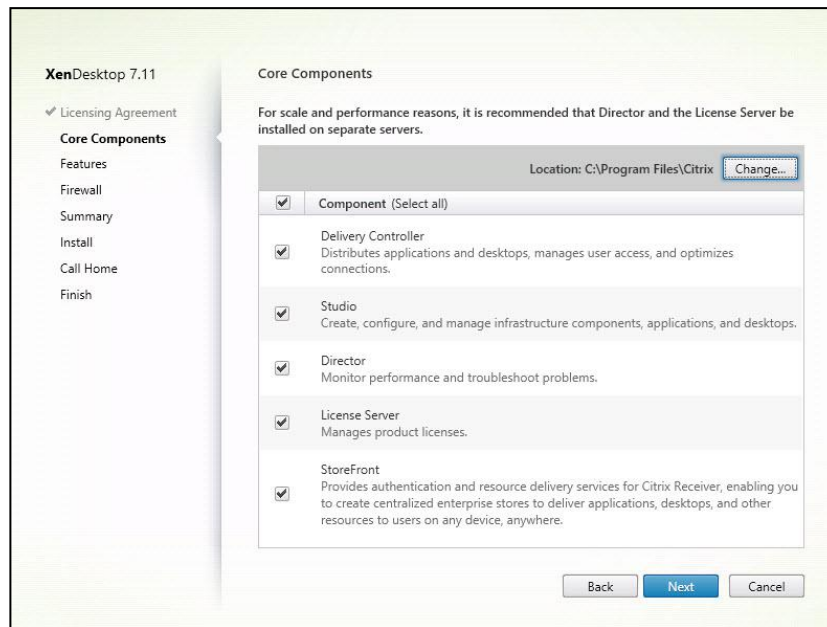 XenDesktop 7.11
Licensing Agreement
Core Components
Features
Firewall
Summary
Install
Call Home
Finish
Core Components
For scale and performance reasons, it is recommended that Director and the License Server be
installed on separate servers.
Location: C:\Program Files\Citrix Change...
Component (Select all)
Delivery Controller
Distributes applications and desktops, manages user access, and optimizes
connections.
Studio
Create, configure, and manage infrastructure components, applications, and desktops.
Director
Monitor performance and troubleshoot problems.
License Server
Manages product licenses.
StoreFront
Provides authentication and resource delivery services for Citrix Receiver, enabling you
to create centralized enterprise stores to deliver applications, desktops, and other
resources to users on any device, anywhere.
Back Next Cancel